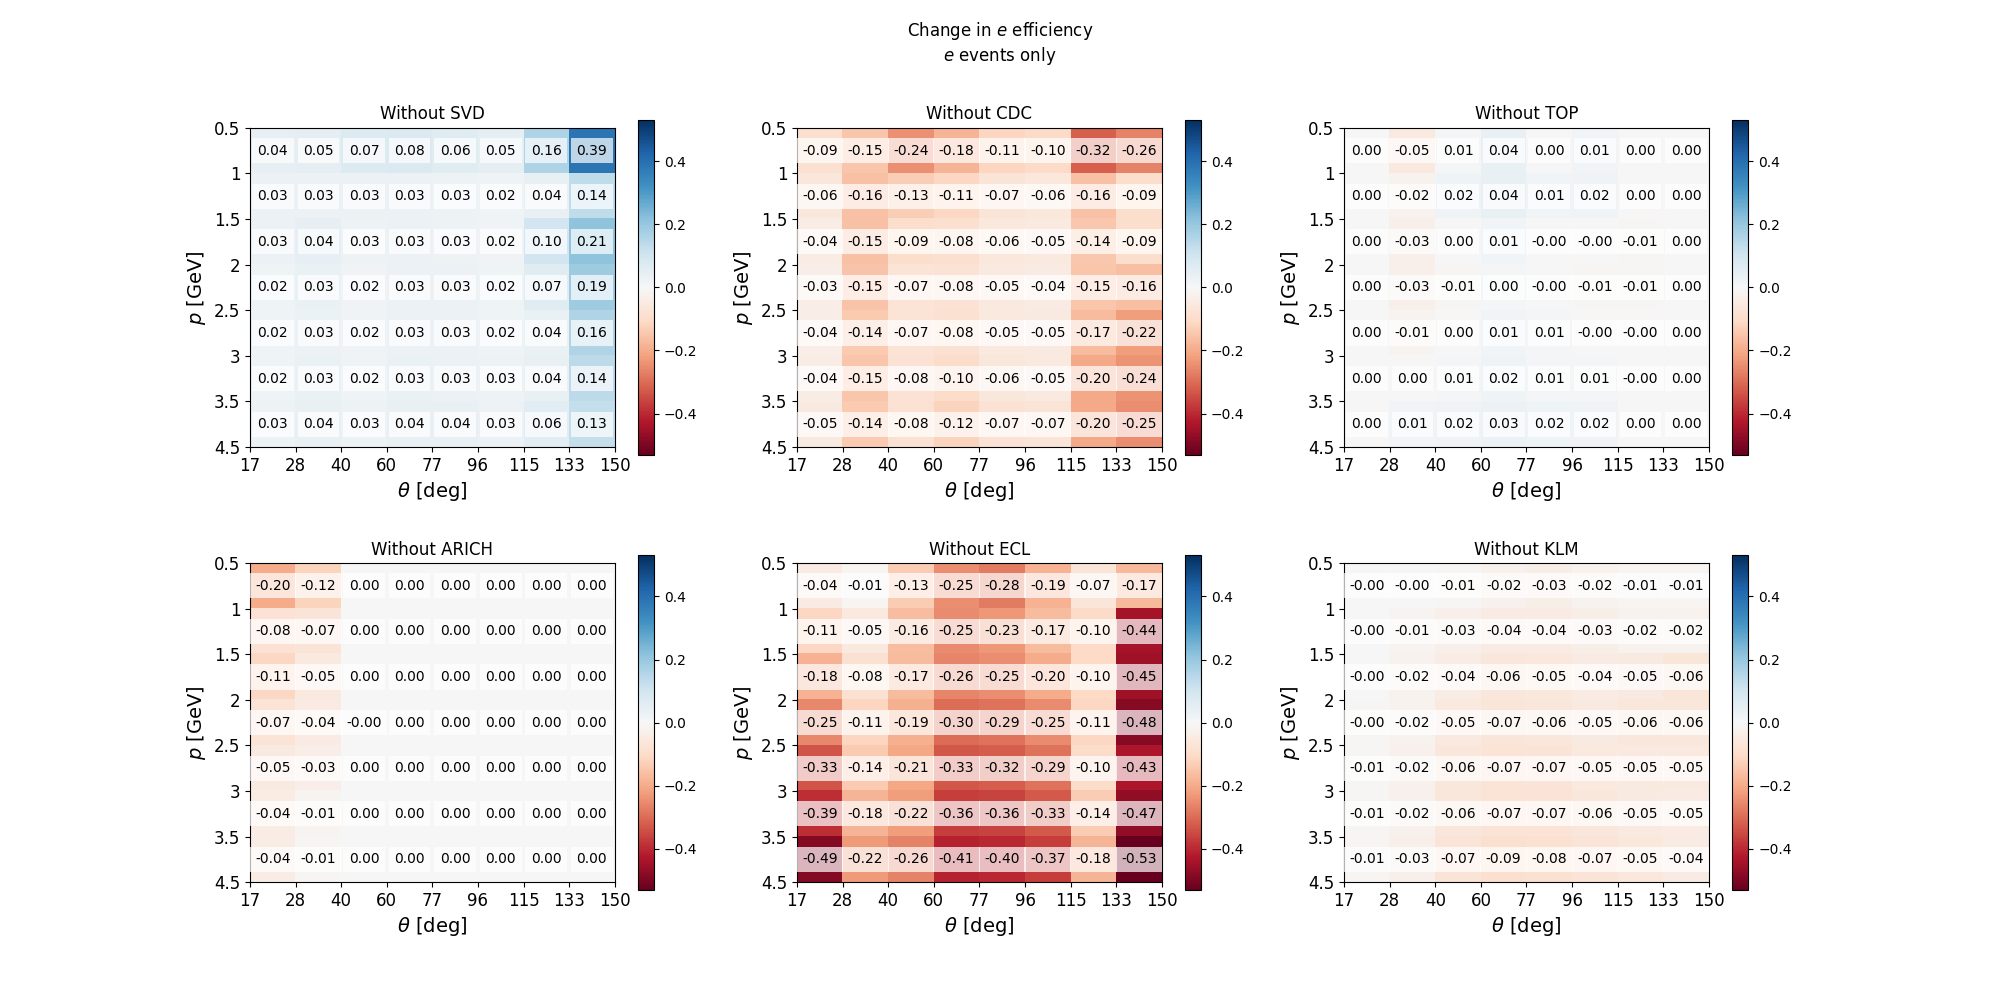 Change in e efficiency
e events only
Without SVD
0.5 0.04 0.05 0.07 0.08 0.06 0.05 0.16 0.39
1
0.03 0.03 0.03 0.03 0.03 0.02 0.04 0.14
1.5
0.03 0.04 0.03 0.03 0.03 0.02 0.10 0.21
2
0.02 0.03 0.02 0.03 0.03 0.02 0.07 0.19
2.5
0.02 0.03 0.02 0.03 0.03 0.02 0.04 0.16
3
0.02 0.03 0.02 0.03 0.03 0.03 0.04 0.14
3.5
0.03 0.04 0.03 0.04 0.04 0.03 0.06 0.13
4.5
17 28 40 60 77 96 115 133 150
p [GeV]
θ [deg]
0.4
0.2
0.0
−0.2
−0.4
Without CDC
0.5
-0.09 -0.15 -0.24 -0.18 -0.11 -0.10 -0.32 -0.26
1
-0.06 -0.16 -0.13 -0.11 -0.07 -0.06 -0.16 -0.09
1.5
-0.04 -0.15 -0.09 -0.08 -0.06 -0.05 -0.14 -0.09
2
-0.03 -0.15 -0.07 -0.08 -0.05 -0.04 -0.15 -0.16
2.5
-0.04 -0.14 -0.07 -0.08 -0.05 -0.05 -0.17 -0.22
3
-0.04 -0.15 -0.08 -0.10 -0.06 -0.05 -0.20 -0.24
3.5
-0.05 -0.14 -0.08 -0.12 -0.07 -0.07 -0.20 -0.25
4.5
17 28 40 60 77 96 115 133 150
p [GeV]
θ [deg]
0.4
0.2
0.0
−0.2
−0.4
Without TOP
0.5
0.00 -0.05 0.01 0.04 0.00 0.01 0.00 0.00
1
0.00 -0.02 0.02 0.04 0.01 0.02 0.00 0.00
1.5
0.00 -0.03 0.00 0.01 -0.00 -0.00 -0.01 0.00
2
0.00 -0.03 -0.01 0.00 -0.00 -0.01 -0.01 0.00
2.5
0.00 -0.01 0.00 0.01 0.01 -0.00 -0.00 0.00
3
0.00 0.00 0.01 0.02 0.01 0.01 -0.00 0.00
3.5
0.00 0.01 0.02 0.03 0.02 0.02 0.00 0.00
4.5
17 28 40 60 77 96 115 133 150
p [GeV]
θ [deg]
0.4
0.2
0.0
−0.2
−0.4
Without ARICH
0.5
-0.20 -0.12 0.00 0.00 0.00 0.00 0.00 0.00
1
-0.08 -0.07 0.00 0.00 0.00 0.00 0.00 0.00
1.5
-0.11 -0.05 0.00 0.00 0.00 0.00 0.00 0.00
2
-0.07 -0.04 -0.00 0.00 0.00 0.00 0.00 0.00
2.5
-0.05 -0.03 0.00 0.00 0.00 0.00 0.00 0.00
3
-0.04 -0.01 0.00 0.00 0.00 0.00 0.00 0.00
3.5
-0.04 -0.01 0.00 0.00 0.00 0.00 0.00 0.00
4.5
17 28 40 60 77 96 115 133 150
p [GeV]
θ [deg]
0.4
0.2
0.0
−0.2
−0.4
Without ECL
0.5
-0.04 -0.01 -0.13 -0.25 -0.28 -0.19 -0.07 -0.17
1
-0.11 -0.05 -0.16 -0.25 -0.23 -0.17 -0.10 -0.44
1.5
-0.18 -0.08 -0.17 -0.26 -0.25 -0.20 -0.10 -0.45
2
-0.25 -0.11 -0.19 -0.30 -0.29 -0.25 -0.11 -0.48
2.5
-0.33 -0.14 -0.21 -0.33 -0.32 -0.29 -0.10 -0.43
3
-0.39 -0.18 -0.22 -0.36 -0.36 -0.33 -0.14 -0.47
3.5
-0.49 -0.22 -0.26 -0.41 -0.40 -0.37 -0.18 -0.53
4.5
17 28 40 60 77 96 115 133 150
p [GeV]
θ [deg]
0.4
0.2
0.0
−0.2
−0.4
Without KLM
0.5
-0.00 -0.00 -0.01 -0.02 -0.03 -0.02 -0.01 -0.01
1
-0.00 -0.01 -0.03 -0.04 -0.04 -0.03 -0.02 -0.02
1.5
-0.00 -0.02 -0.04 -0.06 -0.05 -0.04 -0.05 -0.06
2
-0.00 -0.02 -0.05 -0.07 -0.06 -0.05 -0.06 -0.06
2.5
-0.01 -0.02 -0.06 -0.07 -0.07 -0.05 -0.05 -0.05
3
-0.01 -0.02 -0.06 -0.07 -0.07 -0.06 -0.05 -0.05
3.5
-0.01 -0.03 -0.07 -0.09 -0.08 -0.07 -0.05 -0.04
4.5
17 28 40 60 77 96 115 133 150
p [GeV]
θ [deg]
0.4
0.2
0.0
−0.2
−0.4